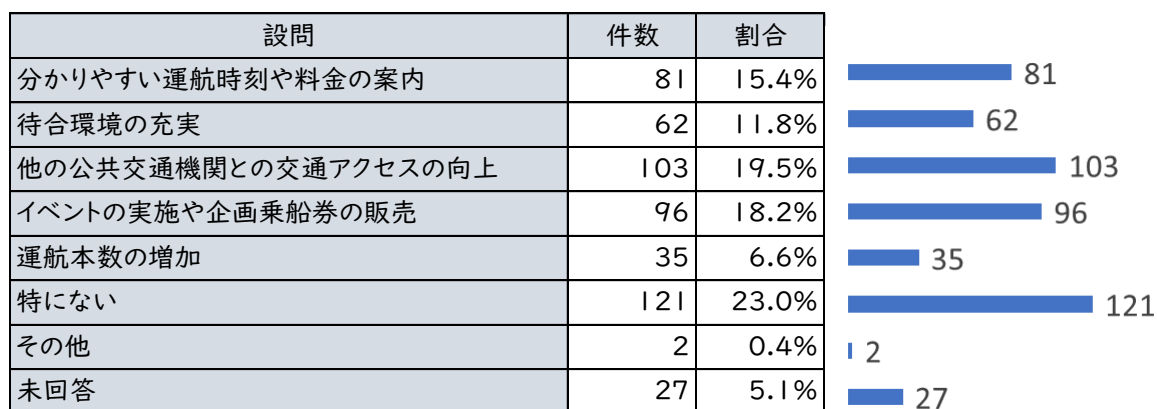 設問 件数 割合
分かりやすい運航時刻や料金の案内 81 15.4% 81
待合環境の充実 62 11.8% 62
他の公共交通機関との交通アクセスの向上 103 19.5% 103
イベントの実施や企画乗船券の販売 96 18.2% 96
運航本数の増加 35 6.6% 35
特にない 121 23.0% 121
その他 2 0.4% 2
未回答 27 5.1% 27